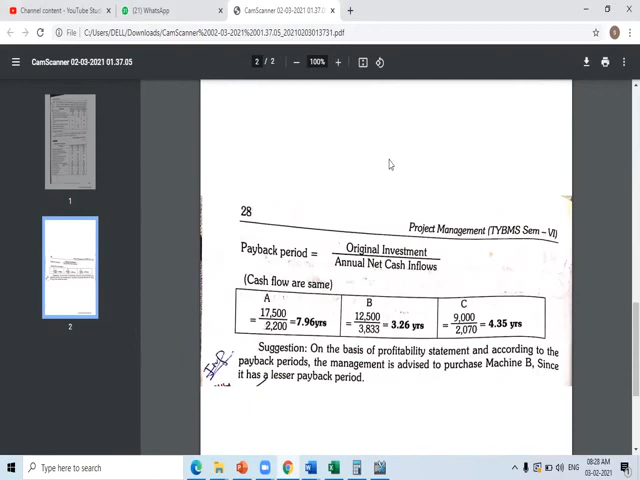 Channel content - YouTube Stud
(21) WhatsApp
CamScanner 02-03-2021 01.37.05
File
C:/Users/DELL/Downloads/CamScanner%2002-03-2021%2001.37.05_20210203013731.pdf
CamScanner 02-03-2021 01.37.05
2 / 2
100%
1
2
28
Project Management (TYBMS Sem – VI)
Payback period = Original Investment
Annual Net Cash Inflows
(Cash flow are same)
A B C
= 17,500 / 2,200 = 7.96yrs = 12,500 / 3,833 = 3.26 yrs = 9,000 / 2,070 = 4.35 yrs
Suggestion: On the basis of profitability statement and according to the
payback periods, the management is advised to purchase Machine B, Since
it has a lesser payback period.
Type here to search
ENG
08:28 AM
03-02-2021